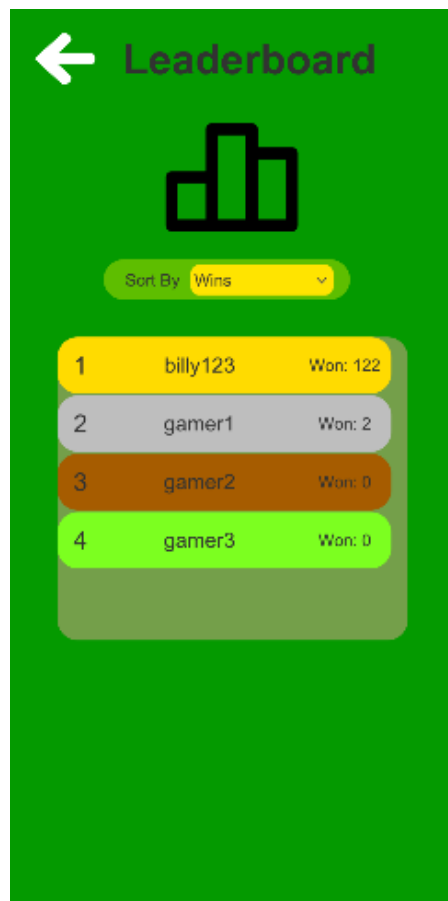 Leaderboard
Sort By Wins
1 billy123 Won: 122
2 gamer1 Won: 2
3 gamer2 Won: 0
4 gamer3 Won: 0